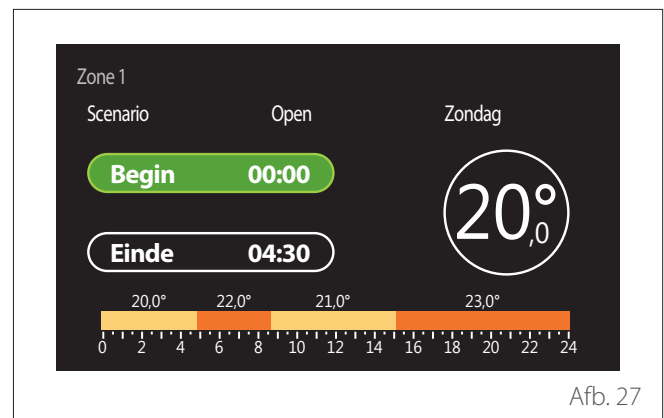 Zone 1
Scenario Open Zondag
Begin 00:00
20°,0
Einde 04:30
20,0° 22,0° 21,0° 23,0°
0 2 4 6 8 10 12 14 16 18 20 22 24
Afb. 27